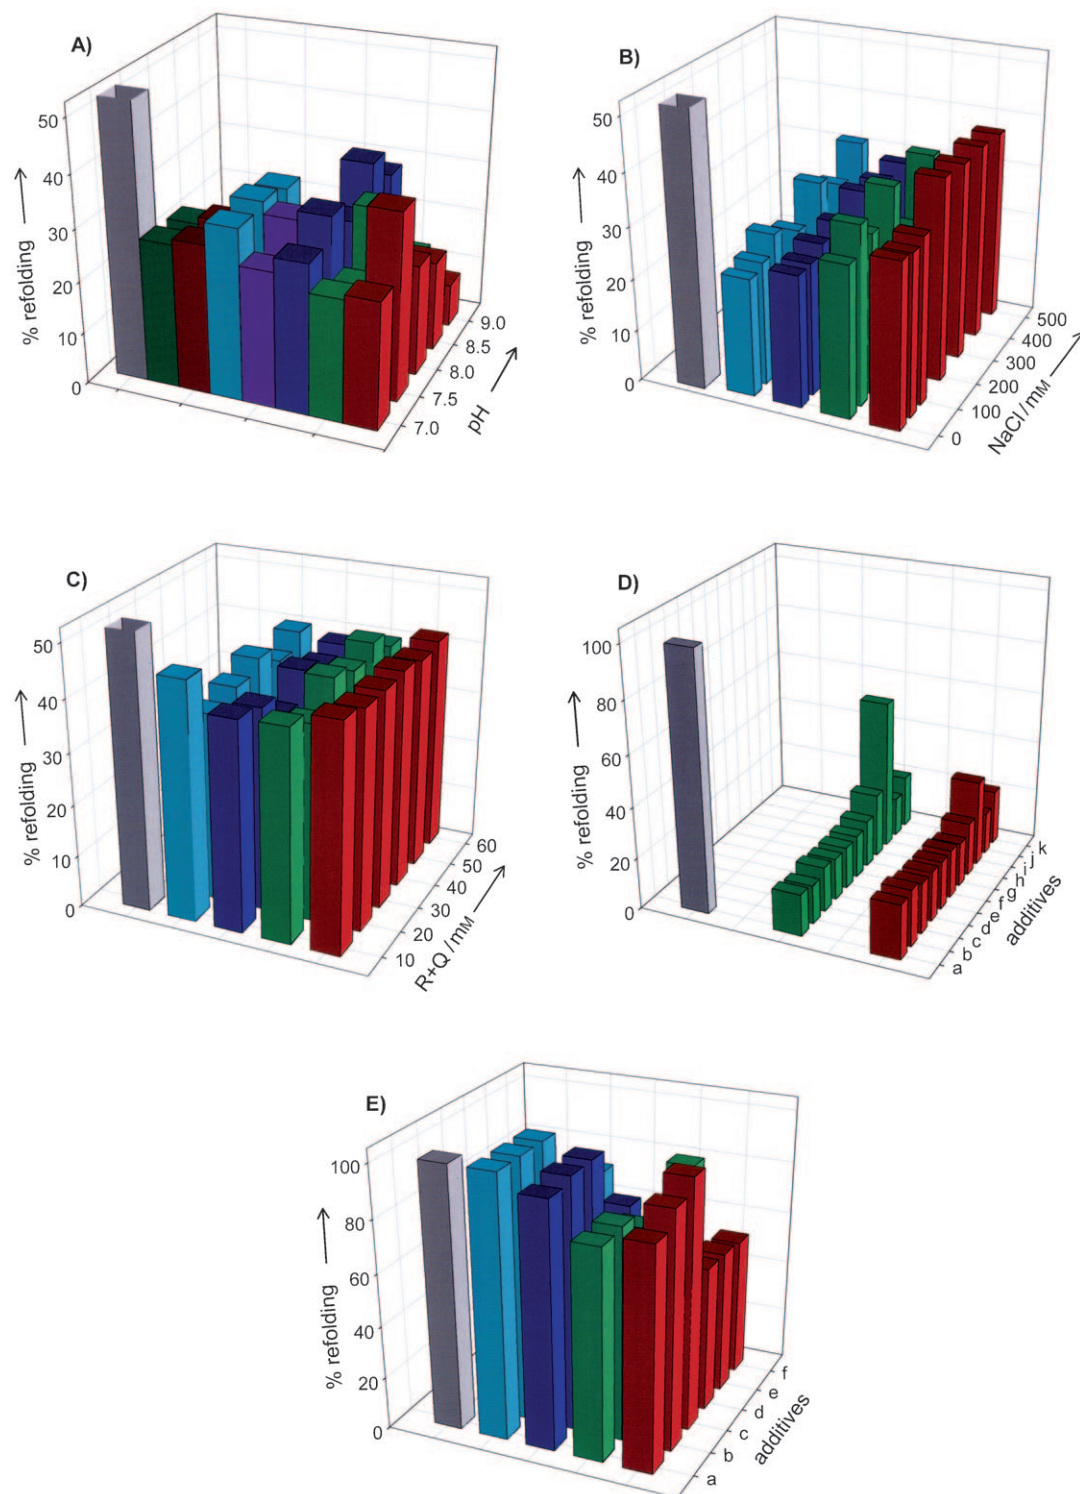 A)
% refolding
50
40
30
20
10
0
7.0
7.5
8.0
8.5
9.0
pH
B)
% refolding
50
40
30
20
10
0
0
100
200
300
400
500
NaCl / mM
C)
% refolding
50
40
30
20
10
0
10
20
30
40
50
60
R+Q / mM
D)
% refolding
100
80
60
40
20
0
a
b
c
d
e
f
g
h
i
j
k
additives
E)
% refolding
100
80
60
40
20
0
a
b
c
d
e
f
additives